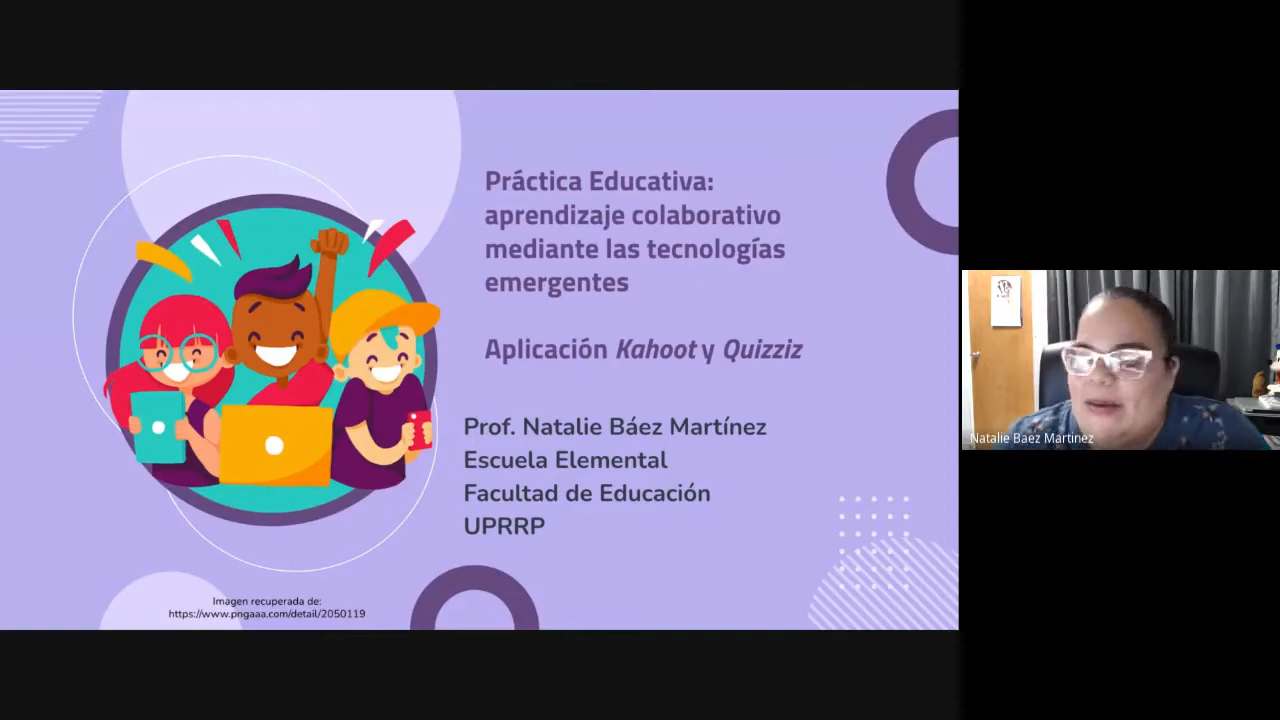 Práctica Educativa:
aprendizaje colaborativo
mediante las tecnologías
emergentes
Aplicación Kahoot y Quizziz
Prof. Natalie Báez Martínez
Escuela Elemental
Facultad de Educación
UPRRP
Imagen recuperada de:
https://www.pngaaa.com/detail/2050119
Natalie Baez Martinez